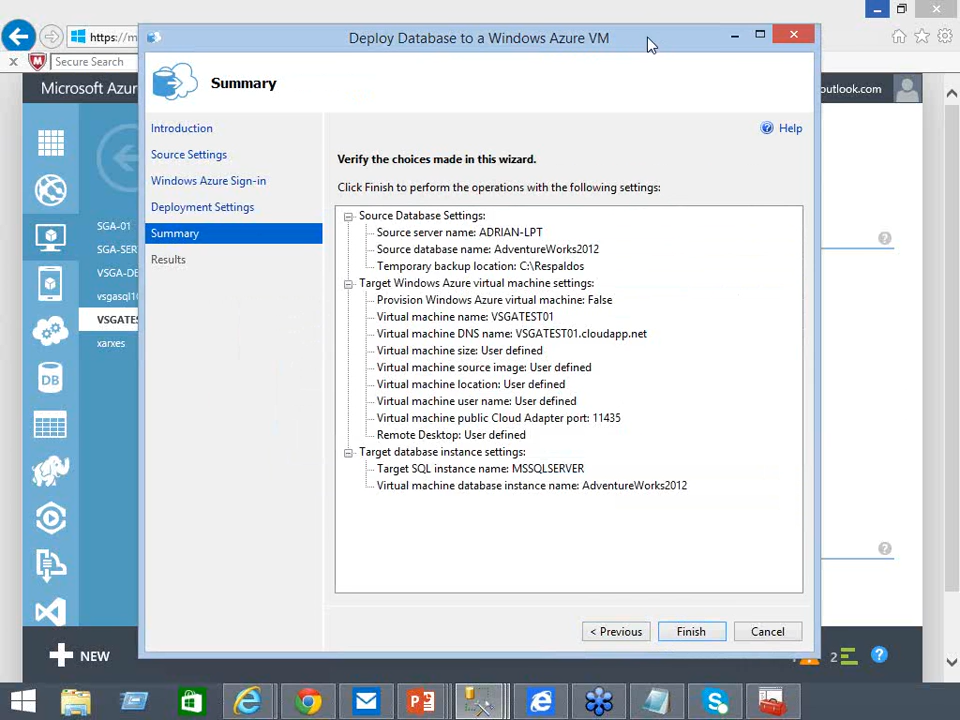 https://m
Secure Search
Microsoft Azur
outlook.com
SGA-01
SGA-SER
VSGA-DE
vsgasql10
VSGATES
xarxes
DB
NEW
2
Deploy Database to a Windows Azure VM
Summary
Introduction
Source Settings
Windows Azure Sign-in
Deployment Settings
Summary
Results
Help
Verify the choices made in this wizard.
Click Finish to perform the operations with the following settings:
Source Database Settings:
Source server name: ADRIAN-LPT
Source database name: AdventureWorks2012
Temporary backup location: C:\Respaldos
Target Windows Azure virtual machine settings:
Provision Windows Azure virtual machine: False
Virtual machine name: VSGATEST01
Virtual machine DNS name: VSGATEST01.cloudapp.net
Virtual machine size: User defined
Virtual machine source image: User defined
Virtual machine location: User defined
Virtual machine user name: User defined
Virtual machine public Cloud Adapter port: 11435
Remote Desktop: User defined
Target database instance settings:
Target SQL instance name: MSSQLSERVER
Virtual machine database instance name: AdventureWorks2012
< Previous
Finish
Cancel